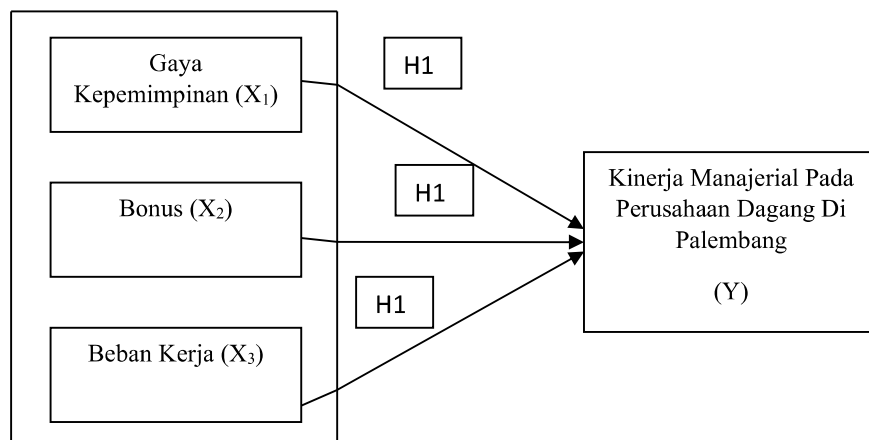 Gaya
Kepemimpinan (X₁)
H1
Bonus (X₂)
H1
Beban Kerja (X₃)
H1
Kinerja Manajerial Pada
Perusahaan Dagang Di
Palembang
(Y)